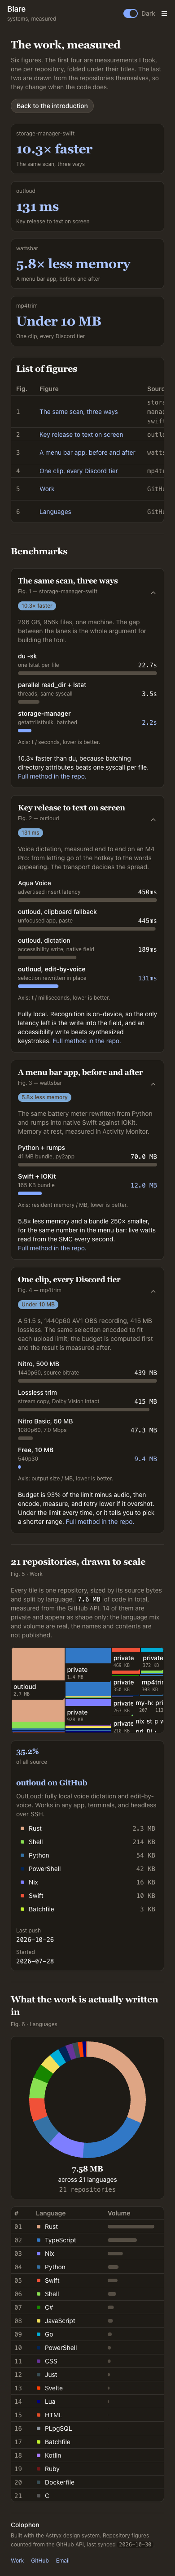 Blare
systems, measured
Dark
The work, measured
Six figures. The first four are measurements I took,
one per repository, folded under their titles. The last
two are drawn from the repositories themselves, so
they change when the code does.
Back to the introduction
storage-manager-swift
10.3× faster
The same scan, three ways
outloud
131 ms
Key release to text on screen
wattsbar
5.8× less memory
A menu bar app, before and after
mp4trim
Under 10 MB
One clip, every Discord tier
List of figures
Fig. Figure Sourc
1 The same scan, three ways stora
manag
swift
2 Key release to text on screen outlo
3 A menu bar app, before and after watts
4 One clip, every Discord tier mp4tr
5 Work GitHu
6 Languages GitHu
Benchmarks
The same scan, three ways
Fig. 1 — storage-manager-swift
10.3× faster
296 GB, 956k files, one machine. The gap
between the lanes is the whole argument for
building the tool.
du -sk
one lstat per file 22.7s
parallel read_dir + lstat
threads, same syscall 3.5s
storage-manager
getattrlistbulk, batched 2.2s
Axis: t / seconds, lower is better.
10.3× faster than du, because batching
directory attributes beats one syscall per file.
Full method in the repo.
Key release to text on screen
Fig. 2 — outloud
131 ms
Voice dictation, measured end to end on an M4
Pro: from letting go of the hotkey to the words
appearing. The transport decides the spread.
Aqua Voice
advertised insert latency 450ms
outloud, clipboard fallback
unfocused app, paste 445ms
outloud, dictation
accessibility write, native field 189ms
outloud, edit-by-voice
selection rewritten in place 131ms
Axis: t / milliseconds, lower is better.
Fully local. Recognition is on-device, so the only
latency left is the write into the field, and an
accessibility write beats synthesised
keystrokes. Full method in the repo.
A menu bar app, before and after
Fig. 3 — wattsbar
5.8× less memory
The same battery meter rewritten from Python
and rumps into native Swift against IOKit.
Memory at rest, measured in Activity Monitor.
Python + rumps
41 MB bundle, py2app 70.0 MB
Swift + IOKit
165 KB bundle 12.0 MB
Axis: resident memory / MB, lower is better.
5.8× less memory and a bundle 250× smaller,
for the same number in the menu bar: live watts
read from the SMC every second.
Full method in the repo.
One clip, every Discord tier
Fig. 4 — mp4trim
Under 10 MB
A 51.5 s, 1440p60 AV1 OBS recording, 415 MB
lossless. The same selection encoded to fit
each upload limit; the budget is computed first
and the result is measured after.
Nitro, 500 MB
1440p60, source bitrate 439 MB
Lossless trim
stream copy, Dolby Vision intact 415 MB
Nitro Basic, 50 MB
1080p60, 7.0 Mbps 47.3 MB
Free, 10 MB
540p30 9.4 MB
Axis: output size / MB, lower is better.
Budget is 93% of the limit minus audio, then
encode, measure, and retry lower if it overshot.
Under the limit every time, or it tells you to pick
a shorter range. Full method in the repo.
21 repositories, drawn to scale
Fig. 5 · Work
Every tile is one repository, sized by its source bytes
and split by language. 7.6 MB of code in total,
measured from the GitHub API. 14 of them are
private and appear as size only: the language mix
and volume are real, the names and contents are
not published.
outloud
2.7 MB
private
1.4 MB
private
928 KB
private
469 KB
private
372 KB
private
350 KB
mp4trim
private
263 KB
private
35.2%
of all source
outloud on GitHub
OutLoud: fully local voice dictation and edit-by-
voice. Works in any app, terminals, and headless
over SSH.
Rust 2.3 MB
Shell 214 KB
Python 54 KB
PowerShell 42 KB
Nix 16 KB
Swift 10 KB
Batchfile 3 KB
Last push
2026-10-26
Started
2026-07-28
What the work is actually written
in
Fig. 6 · Languages
7.58 MB
across 21 languages
21 repositories
# Language Volume
01 Rust
02 TypeScript
03 Nix
04 Python
05 Swift
06 Shell
07 C#
08 JavaScript
09 Go
10 PowerShell
11 CSS
12 Just
13 Svelte
14 Lua
15 HTML
16 PLpgSQL
17 Batchfile
18 Kotlin
19 Ruby
20 Dockerfile
21 C
Colophon
Built with the Astryx design system. Repository figures
counted from the GitHub API, last synced 2026-10-30.
Work GitHub Email